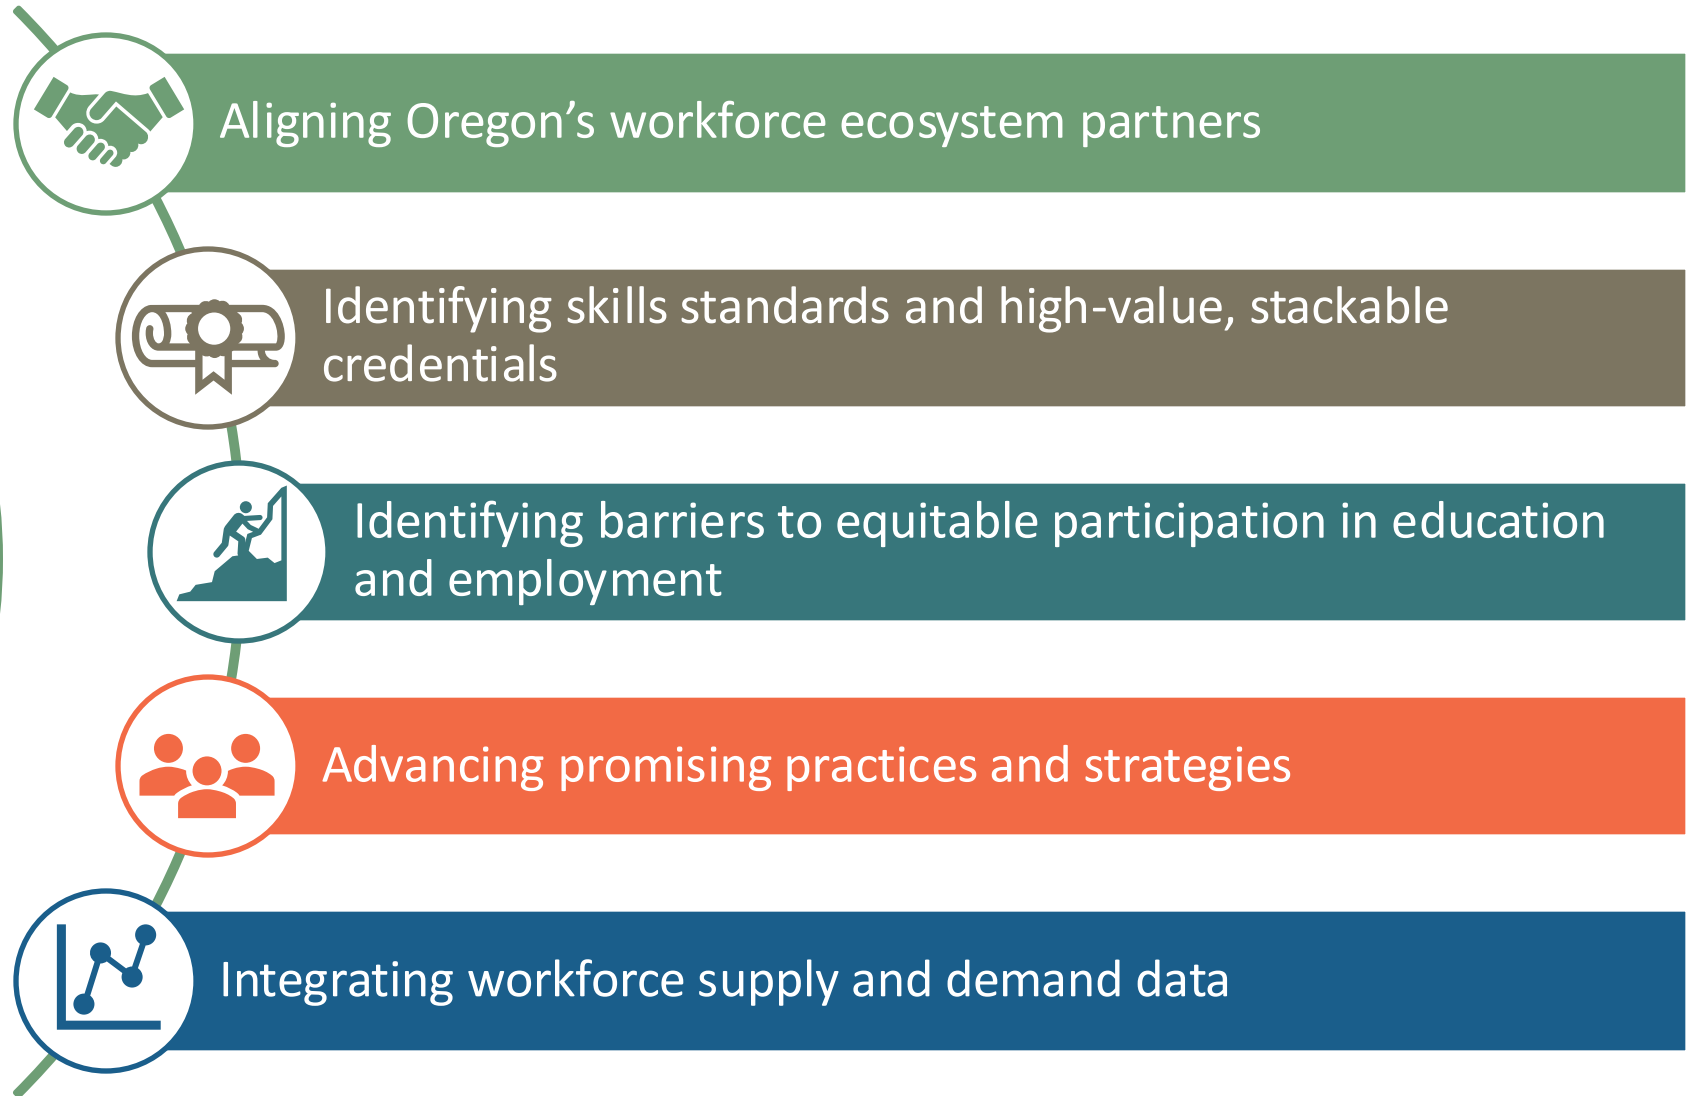 Aligning Oregon’s workforce ecosystem partners
Identifying skills standards and high-value, stackable
credentials
Identifying barriers to equitable participation in education
and employment
Advancing promising practices and strategies
Integrating workforce supply and demand data